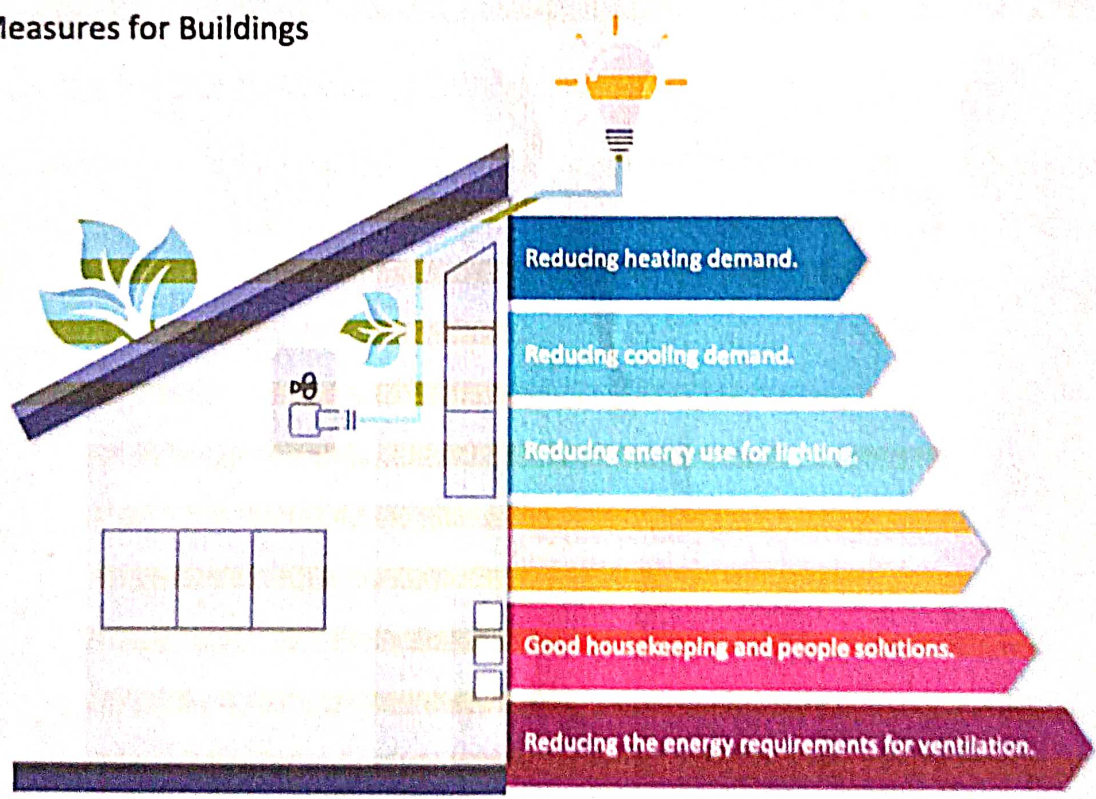 Measures for Buildings
Reducing heating demand.
Reducing cooling demand.
Reducing energy use for lighting.
Good housekeeping and people solutions.
Reducing the energy requirements for ventilation.